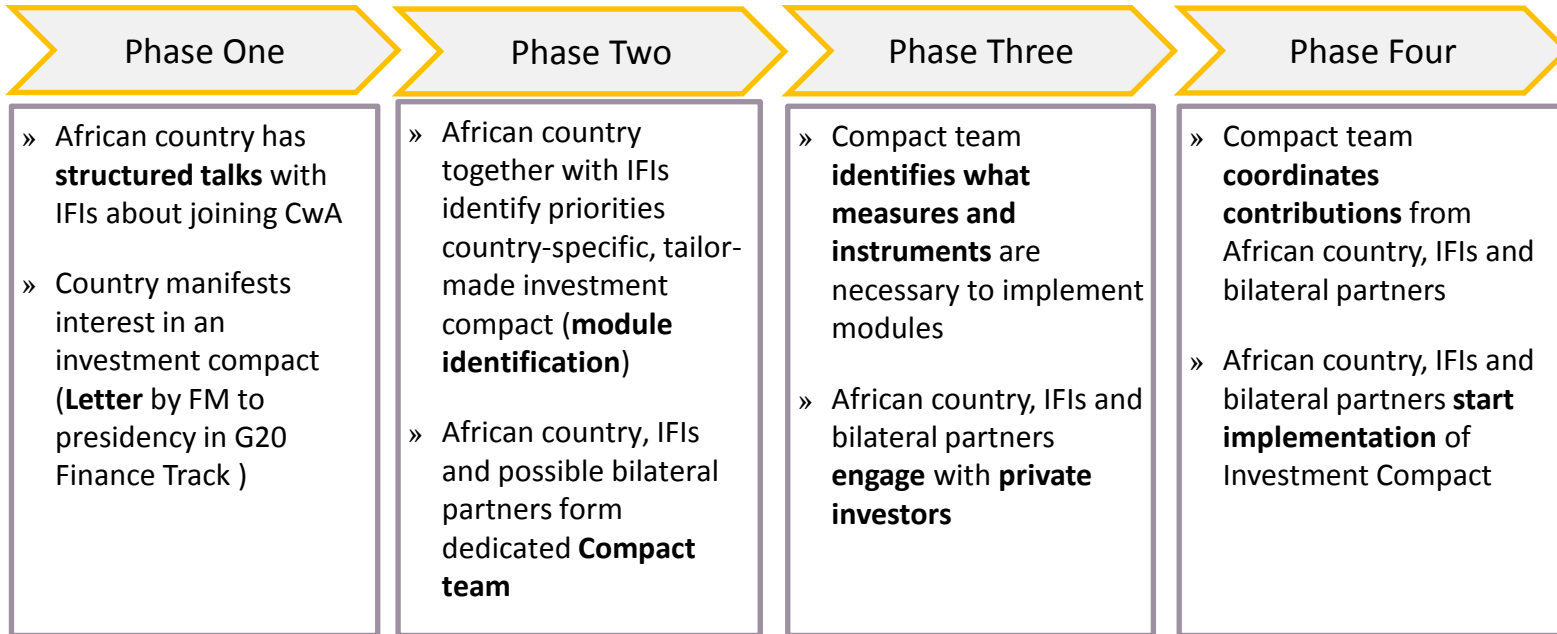 Phase One
» African country has
structured talks with
IFIs about joining CwA
» Country manifests
interest in an
investment compact
(Letter by FM to
presidency in G20
Finance Track )
Phase Two
» African country
together with IFIs
identify priorities
country-specific, tailor-
made investment
compact (module
identification)
» African country, IFIs
and possible bilateral
partners form
dedicated Compact
team
Phase Three
» Compact team
identifies what
measures and
instruments are
necessary to implement
modules
» African country, IFIs and
bilateral partners
engage with private
investors
Phase Four
» Compact team
coordinates
contributions from
African country, IFIs and
bilateral partners
» African country, IFIs and
bilateral partners start
implementation of
Investment Compact